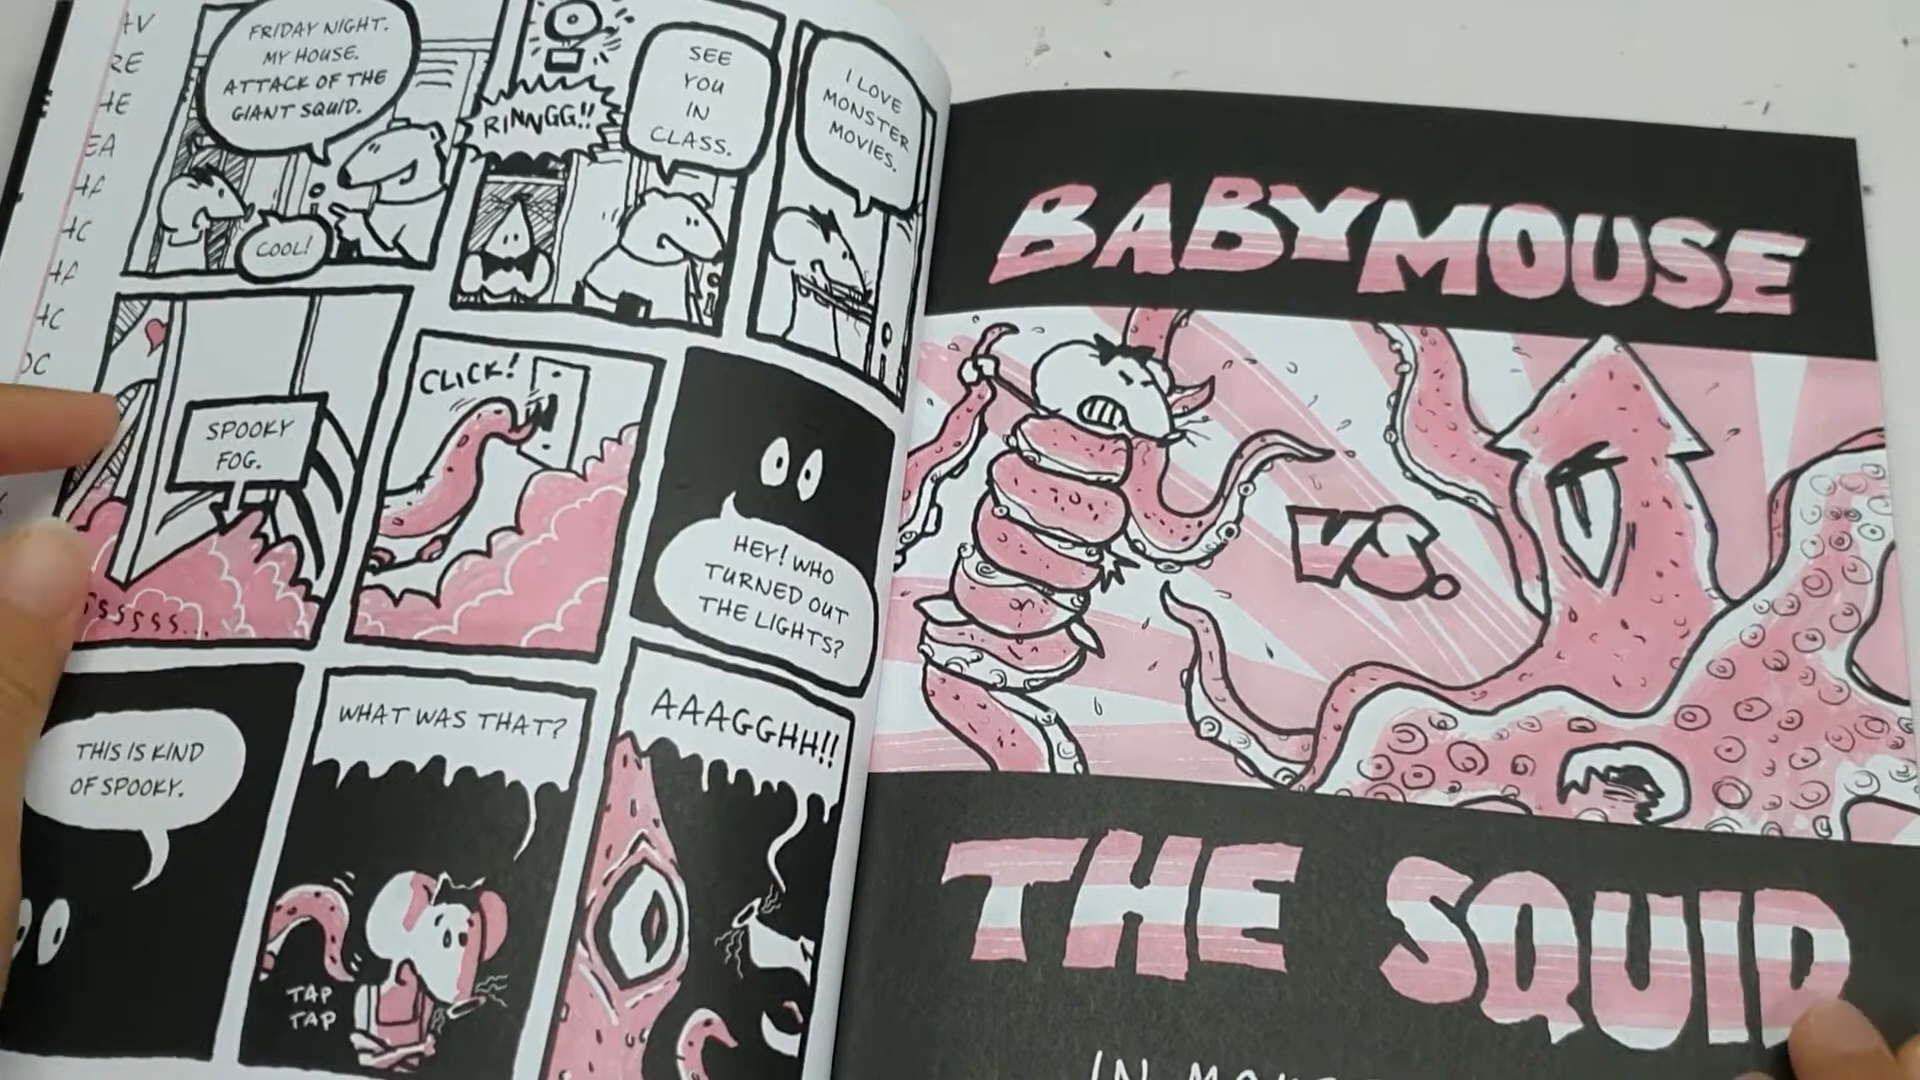 FRIDAY NIGHT.
MY HOUSE.
ATTACK OF THE
GIANT SQUID.
COOL!
RINNGG!!
SEE
YOU
IN
CLASS.
I LOVE
MONSTER
MOVIES.
SPOOKY
FOG.
CLICK!
HEY! WHO
TURNED OUT
THE LIGHTS?
THIS IS KIND
OF SPOOKY.
WHAT WAS THAT?
TAP
TAP
AAAGGHH!!
BABYMOUSE
VS.
THE SQUID